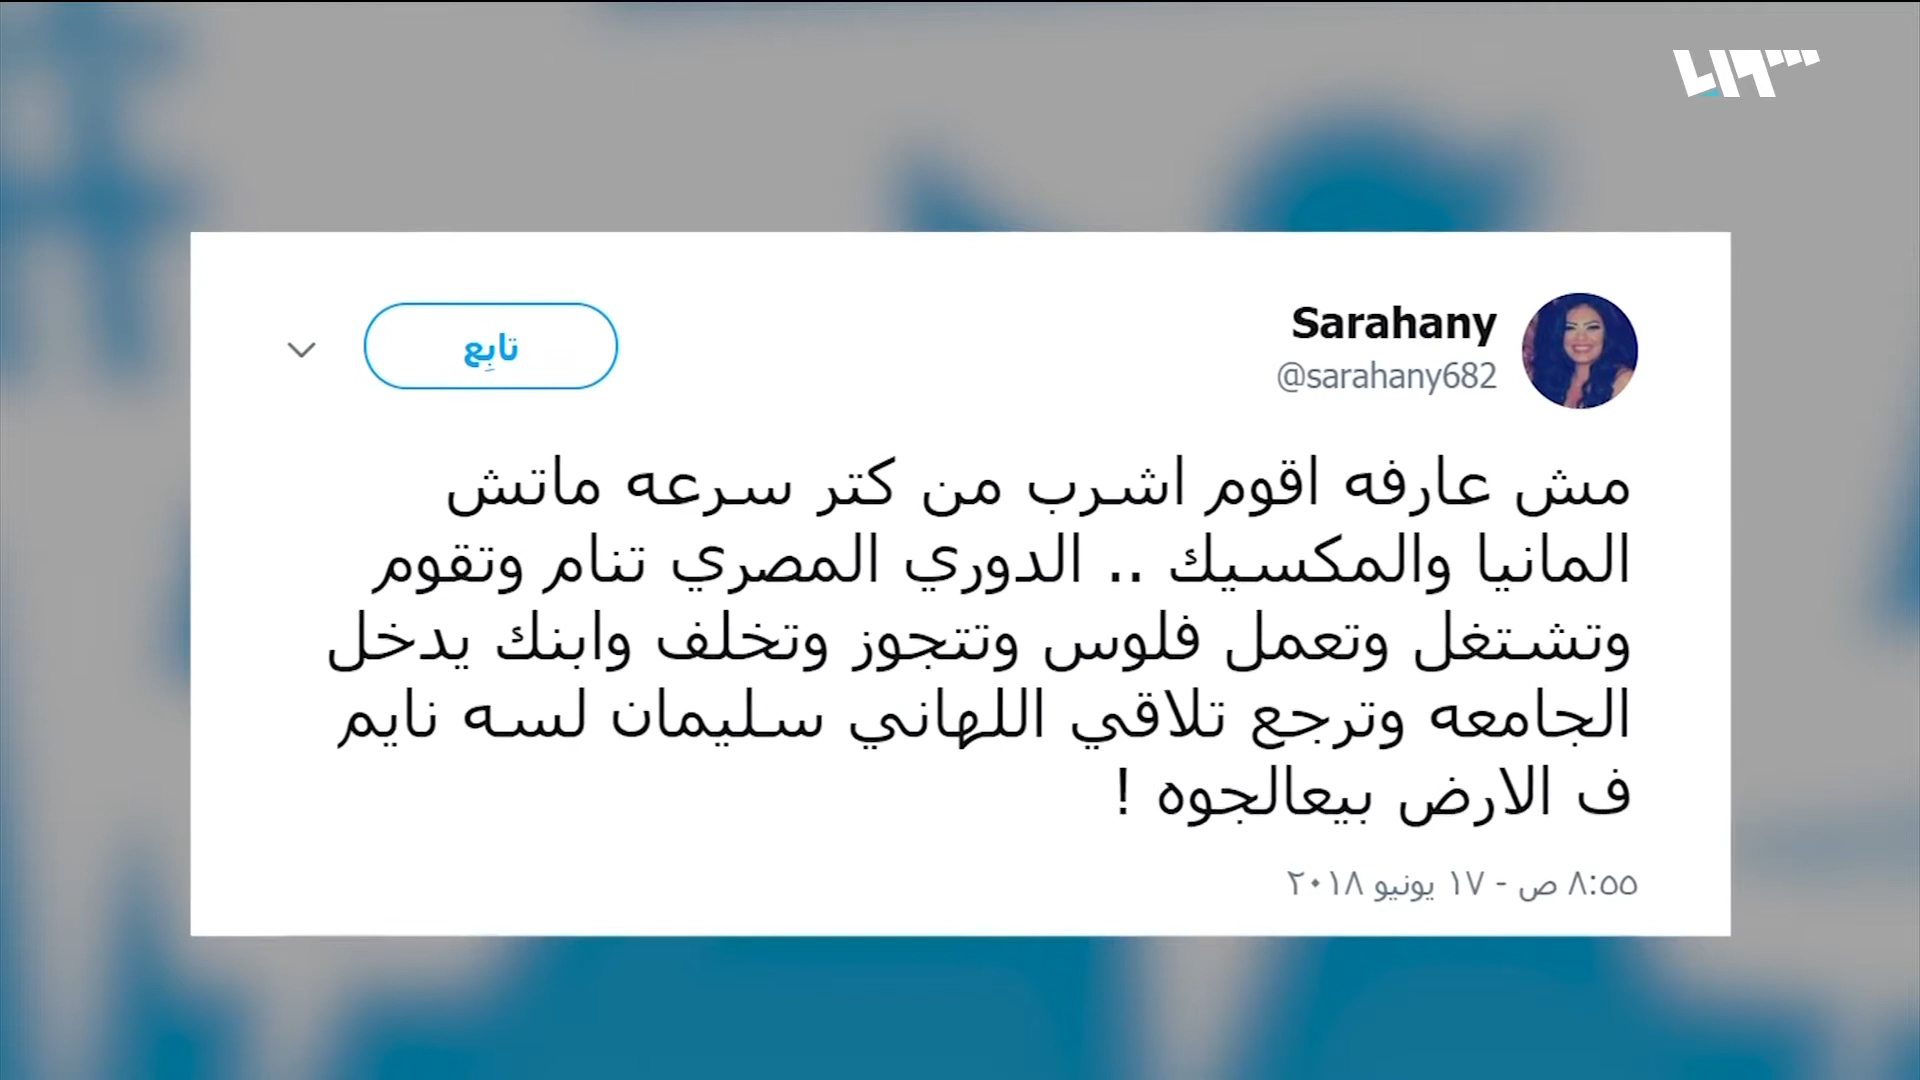 سوريا
Sarahany
@sarahany682
تابِع
مش عارفه اقوم اشرب من كتر سرعه ماتش
المانيا والمكسيك .. الدوري المصري تنام وتقوم
وتشتغل وتعمل فلوس وتتجوز وتخلف وابنك يدخل
الجامعه وترجع تلاقي اللهاني سليمان لسه نايم
ف الارض بيعالجوه !
٨:٥٥ ص - ١٧ يونيو ٢٠١٨